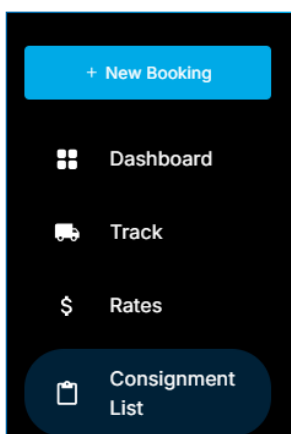 + New Booking
Dashboard
Track
$ Rates
Consignment
List